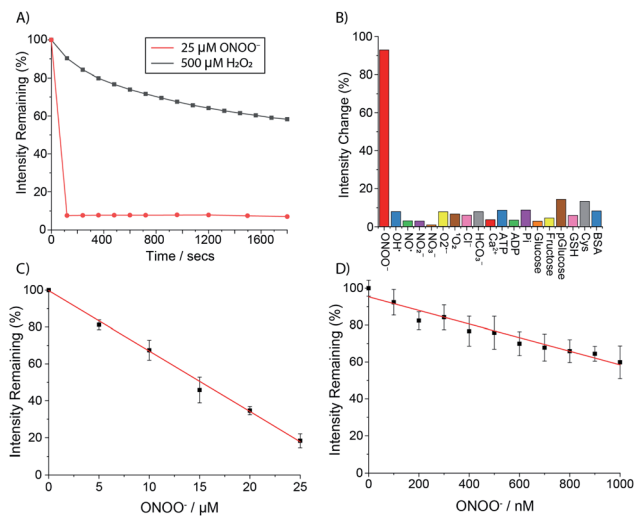 A)
25 μM ONOO⁻
500 μM H₂O₂
Intensity Remaining (%)
100
80
60
40
20
0
0 400 800 1200 1600
Time / secs
B)
Intensity Change (%)
100
80
60
40
20
0
ONOO⁻
OH·
NO·
NO₂⁻
NO₃⁻
O2·⁻
¹O₂
Cl⁻
HCO₃⁻
Ca²⁺
ATP
ADP
Pi
Glucose
Fructose
pGlucose
GSH
Cys
BSA
C)
Intensity Remaining (%)
100
80
60
40
20
0
0 5 10 15 20 25
ONOO⁻ / μM
D)
Intensity Remaining (%)
100
80
60
40
20
0
0 200 400 600 800 1000
ONOO⁻ / nM